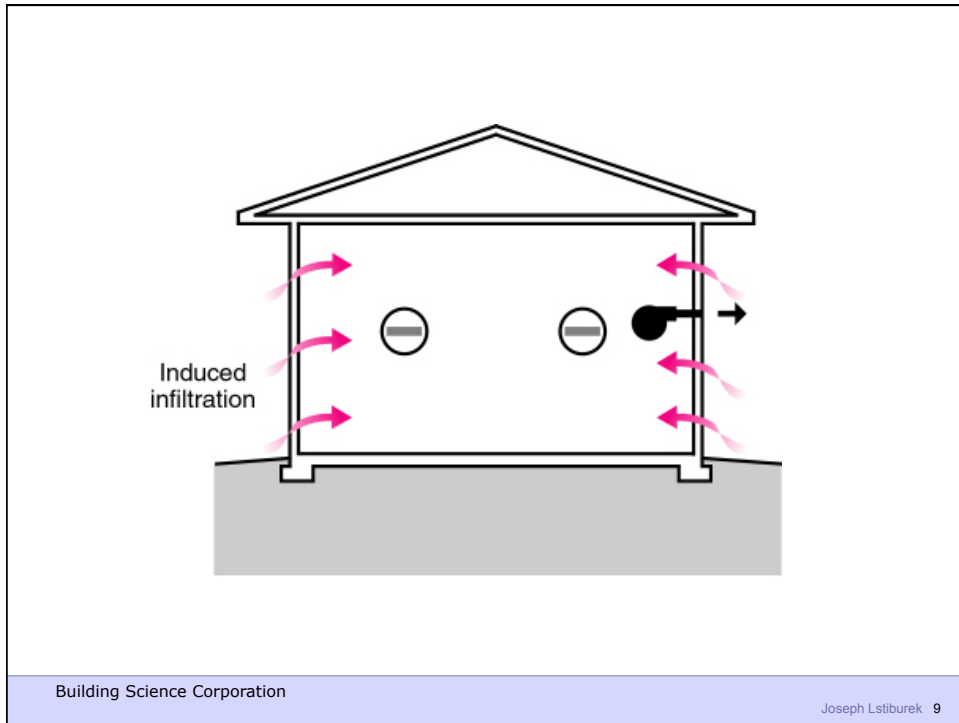 Induced
infiltration
Building Science Corporation
Joseph Lstiburek 9